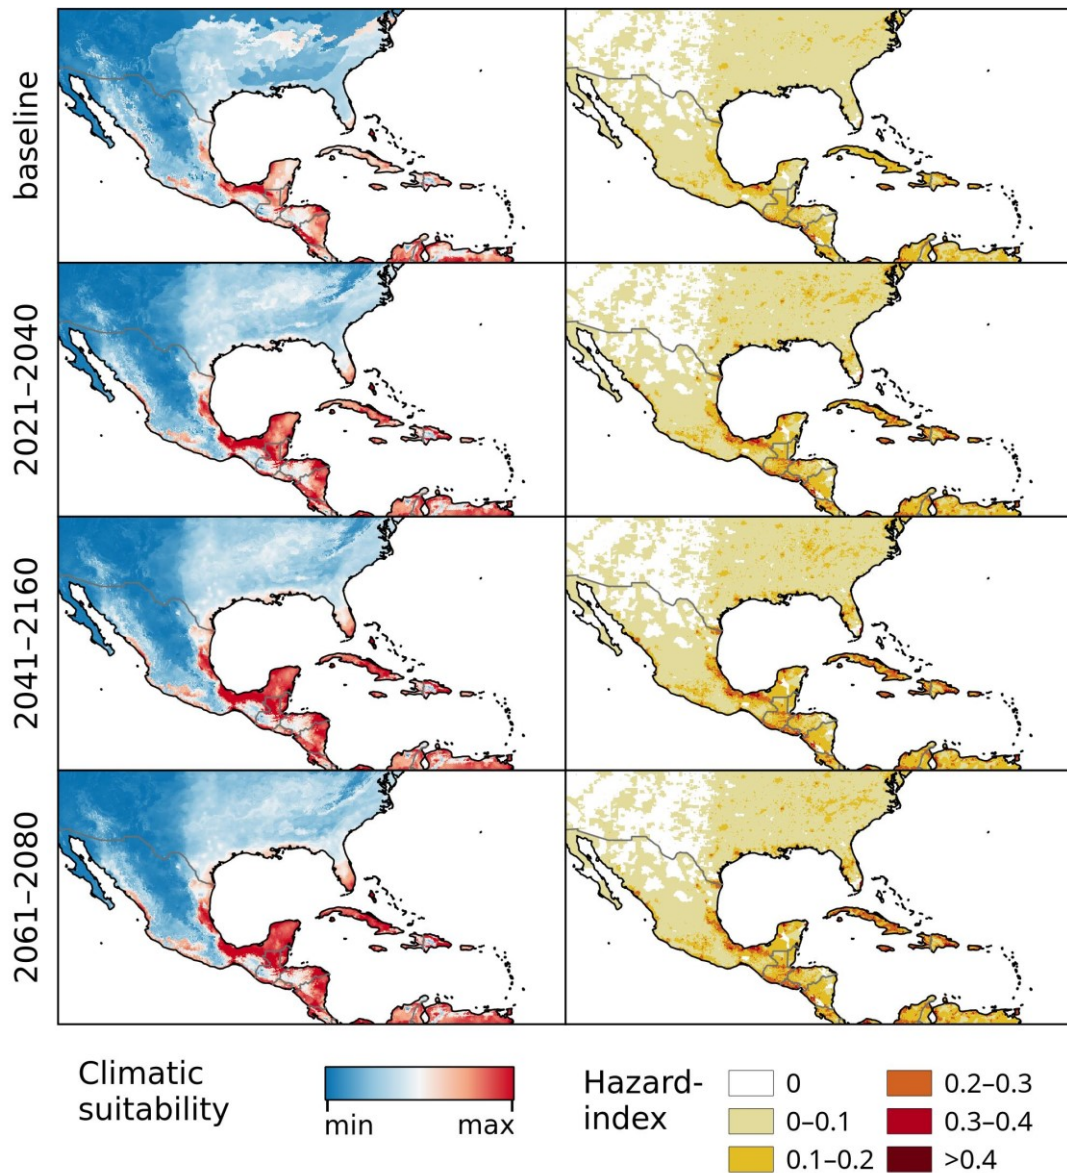 baseline
2021–2040
2041–2160
2061–2080
Climatic
suitability
min
max
Hazard-
index
0
0–0.1
0.1–0.2
0.2–0.3
0.3–0.4
>0.4